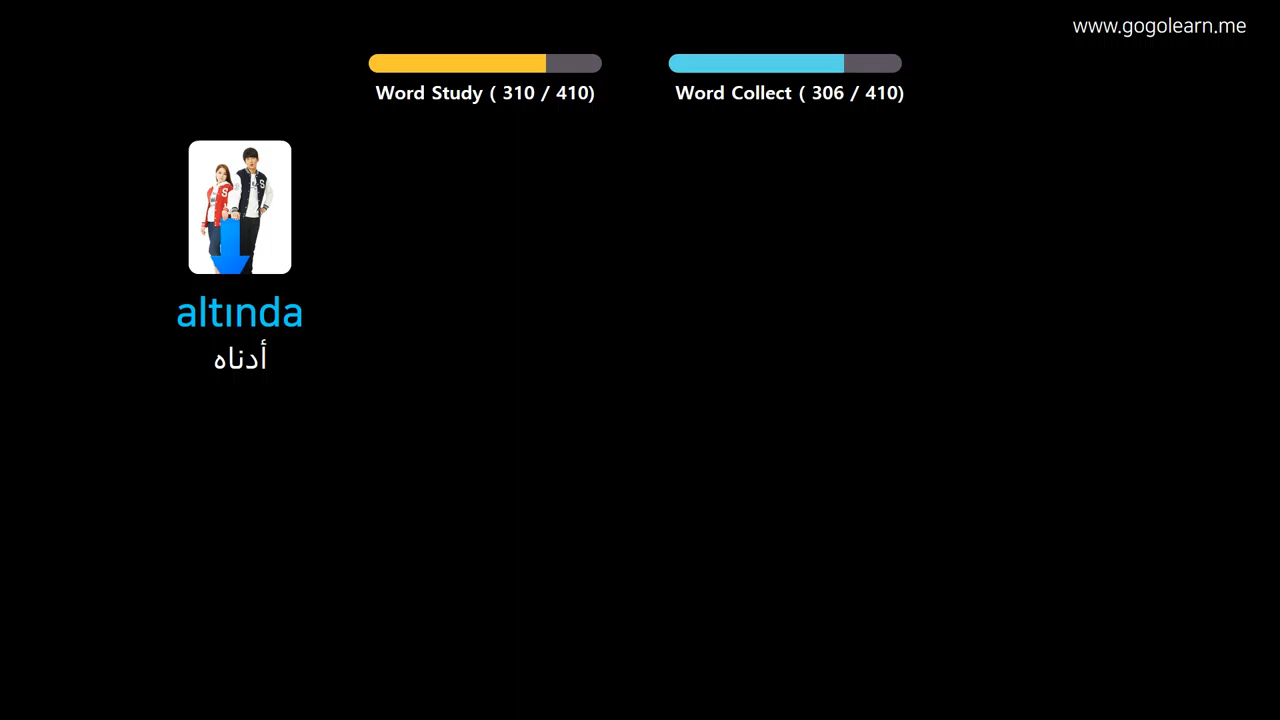 www.gogolearn.me
Word Study ( 310 / 410)
Word Collect ( 306 / 410)
S
S
altında
أدناه